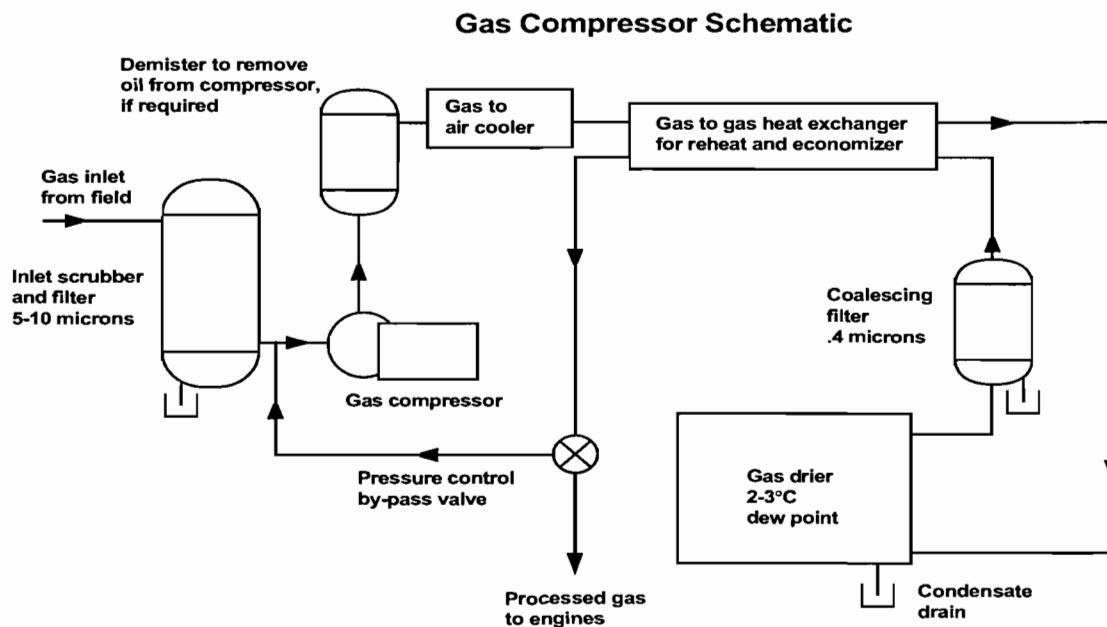 Gas Compressor Schematic
Demister to remove
oil from compressor,
if required
Gas to
air cooler
Gas to gas heat exchanger
for reheat and economizer
Gas inlet
from field
Inlet scrubber
and filter
5-10 microns
Coalescing
filter
.4 microns
Gas compressor
Pressure control
by-pass valve
Gas drier
2-3°C
dew point
Processed gas
to engines
Condensate
drain